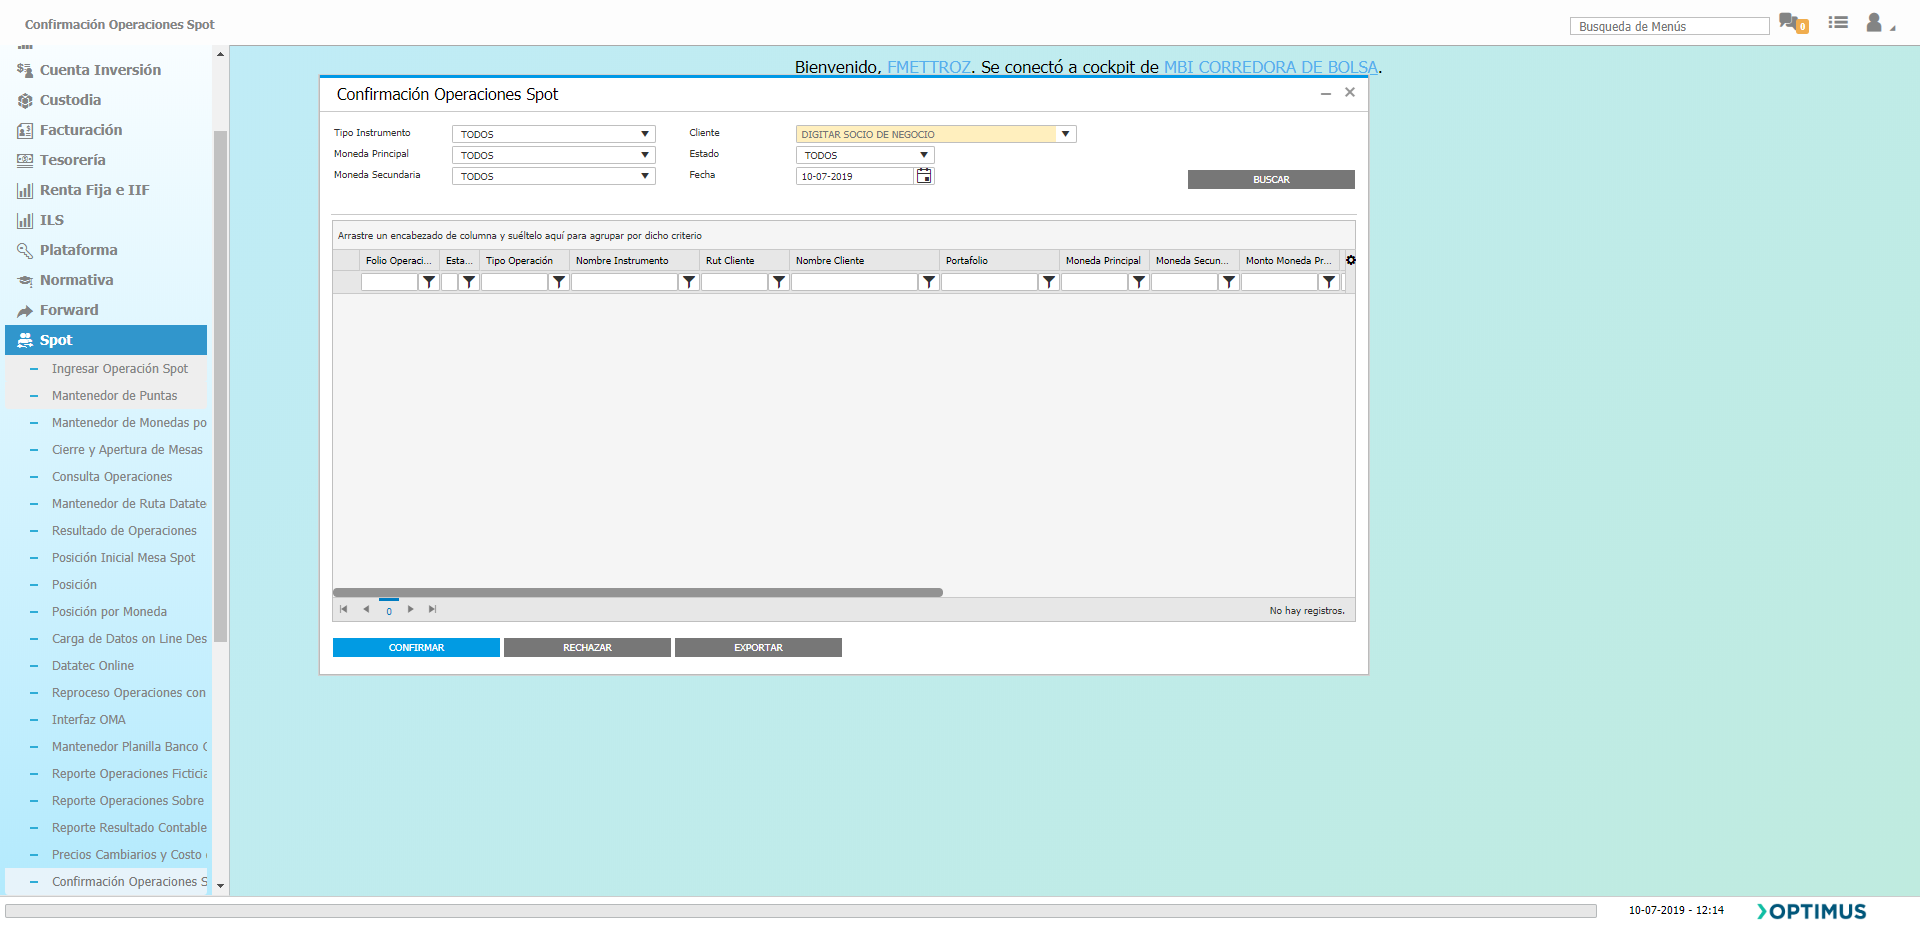 Confirmación Operaciones Spot
Busqueda de Menús
0
Cuenta Inversión
Custodia
Facturación
Tesorería
Renta Fija e IIF
ILS
Plataforma
Normativa
Forward
Spot
Ingresar Operación Spot
Mantenedor de Puntas
Mantenedor de Monedas po
Cierre y Apertura de Mesas
Consulta Operaciones
Mantenedor de Ruta Datate
Resultado de Operaciones
Posición Inicial Mesa Spot
Posición
Posición por Moneda
Carga de Datos on Line Des
Datatec Online
Reproceso Operaciones con
Interfaz OMA
Mantenedor Planilla Banco C
Reporte Operaciones Ficticia
Reporte Operaciones Sobre
Reporte Resultado Contable
Precios Cambiarios y Costo
Confirmación Operaciones S
Bienvenido, FMETTROZ. Se conectó a cockpit de MBI CORREDORA DE BOLSA.
Confirmación Operaciones Spot
Tipo Instrumento TODOS Cliente DIGITAR SOCIO DE NEGOCIO
Moneda Principal TODOS Estado TODOS
Moneda Secundaria TODOS Fecha 10-07-2019 BUSCAR
Arrastre un encabezado de columna y suéltelo aquí para agrupar por dicho criterio
Folio Operaci... Esta... Tipo Operación Nombre Instrumento Rut Cliente Nombre Cliente Portafolio Moneda Principal Moneda Secun... Monto Moneda Pr...
0 No hay registros.
CONFIRMAR RECHAZAR EXPORTAR
10-07-2019 - 12:14 OPTIMUS